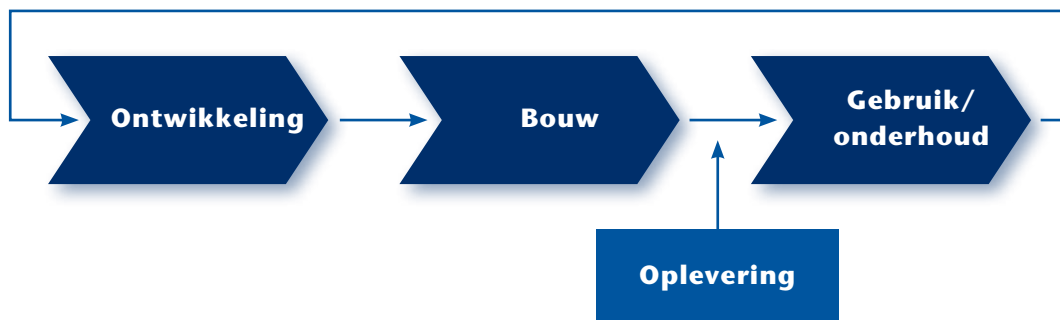 Ontwikkeling
Bouw
Gebruik/
onderhoud
Oplevering